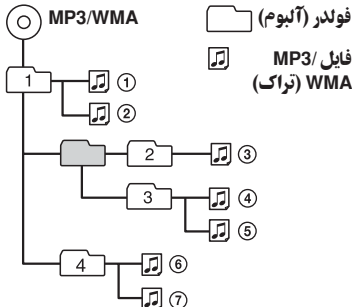 MP3/WMA
فولدر (آلبوم)
فایل MP3/
WMA (تراک)
1
①
②
2
③
3
④
⑤
4
⑥
⑦